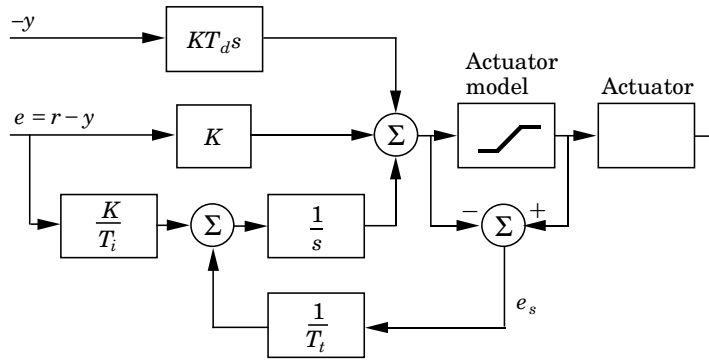 −y
KT_d s
Actuator
model
Actuator
e = r − y
K
Σ
K/T_i
Σ
1/s
−
Σ
+
1/T_t
e_s